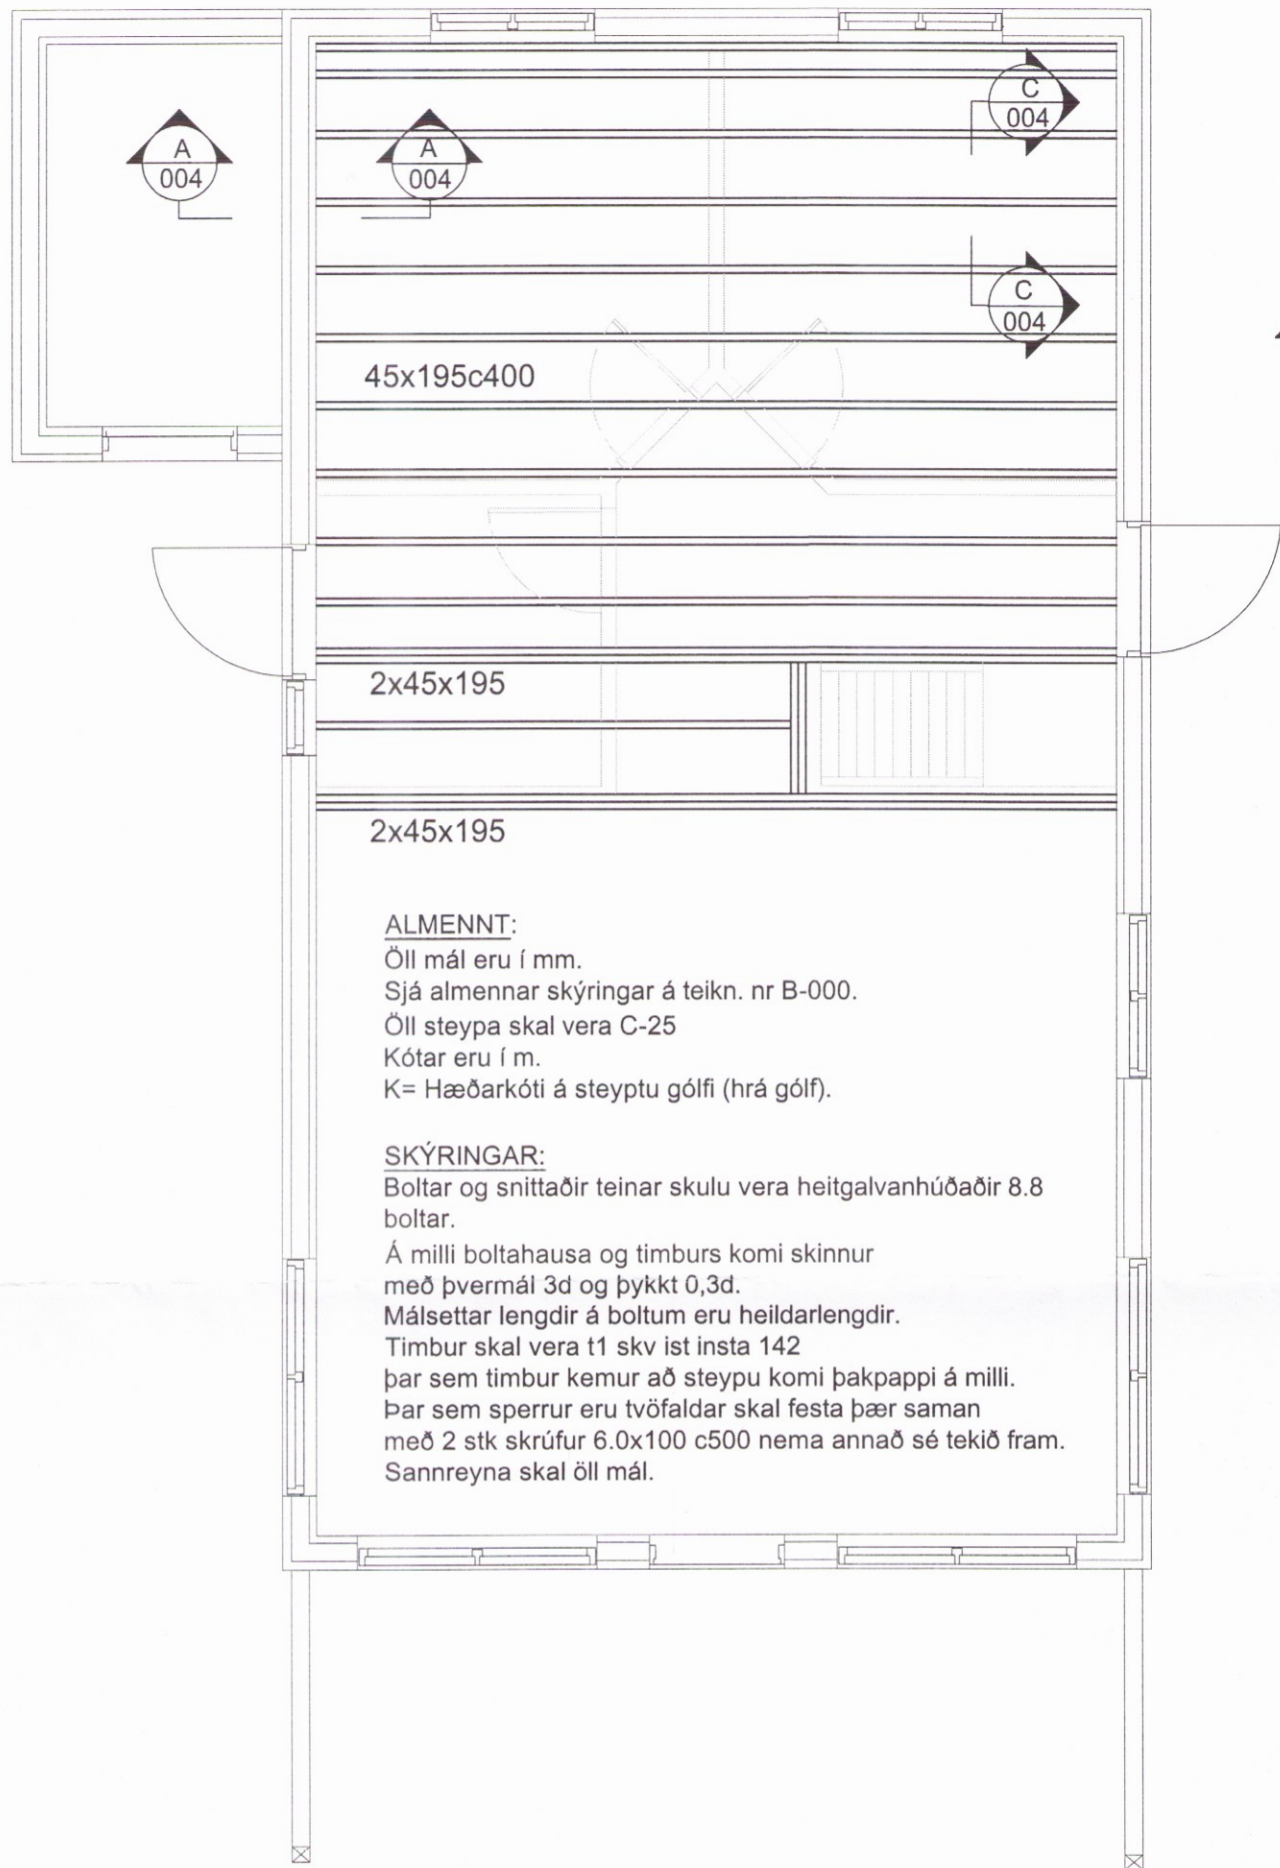 C
004
A
004
A
004
C
004
45x195c400
2x45x195
2x45x195
ALMENNT:
Öll mál eru í mm.
Sjá almennar skýringar á teikn. nr B-000.
Öll steypa skal vera C-25
Kótar eru í m.
K= Hæðarkóti á steyptu gólfi (hrá gólf).
SKÝRINGAR:
Boltar og snittaðir teinar skulu vera heitgalvanhúðaðir 8.8
boltar.
Á milli boltahausa og timburs komi skinnur
með þvermál 3d og þykkt 0,3d.
Málsettar lengdir á boltum eru heildarlengdir.
Timbur skal vera t1 skv ist insta 142
þar sem timbur kemur að steypu komi þakpappi á milli.
Þar sem sperrur eru tvöfaldar skal festa þær saman
með 2 stk skrúfur 6.0x100 c500 nema annað sé tekið fram.
Sannreyna skal öll mál.